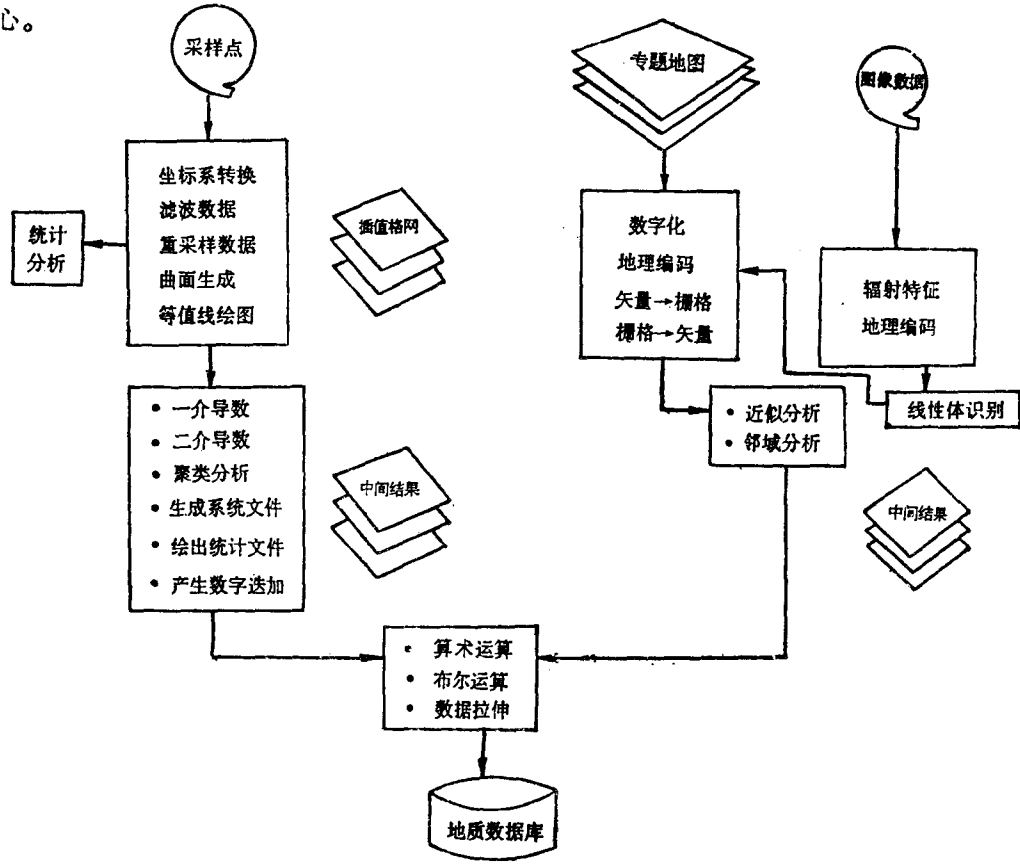 心。
采样点
坐标系转换
滤波数据
重采样数据
曲面生成
等值线绘图
统计
分析
插值格网
一介导数
二介导数
聚类分析
生成系统文件
绘出统计文件
产生数字迭加
中间结果
专题地图
数字化
地理编码
矢量→栅格
栅格→矢量
图像数据
辐射特征
地理编码
线性体识别
近似分析
邻域分析
中间结果
算术运算
布尔运算
数据拉伸
地质数据库